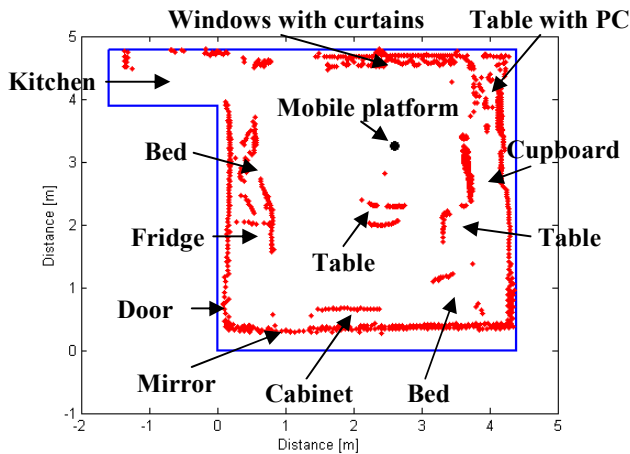 Windows with curtains
Table with PC
5
Kitchen
4
Mobile platform
Bed
Cupboard
3
Distance [m]
2
Fridge
Table
Table
1
Door
0
Mirror
Cabinet
Bed
-1
-2 -1 0 1 2 3 4 5
Distance [m]